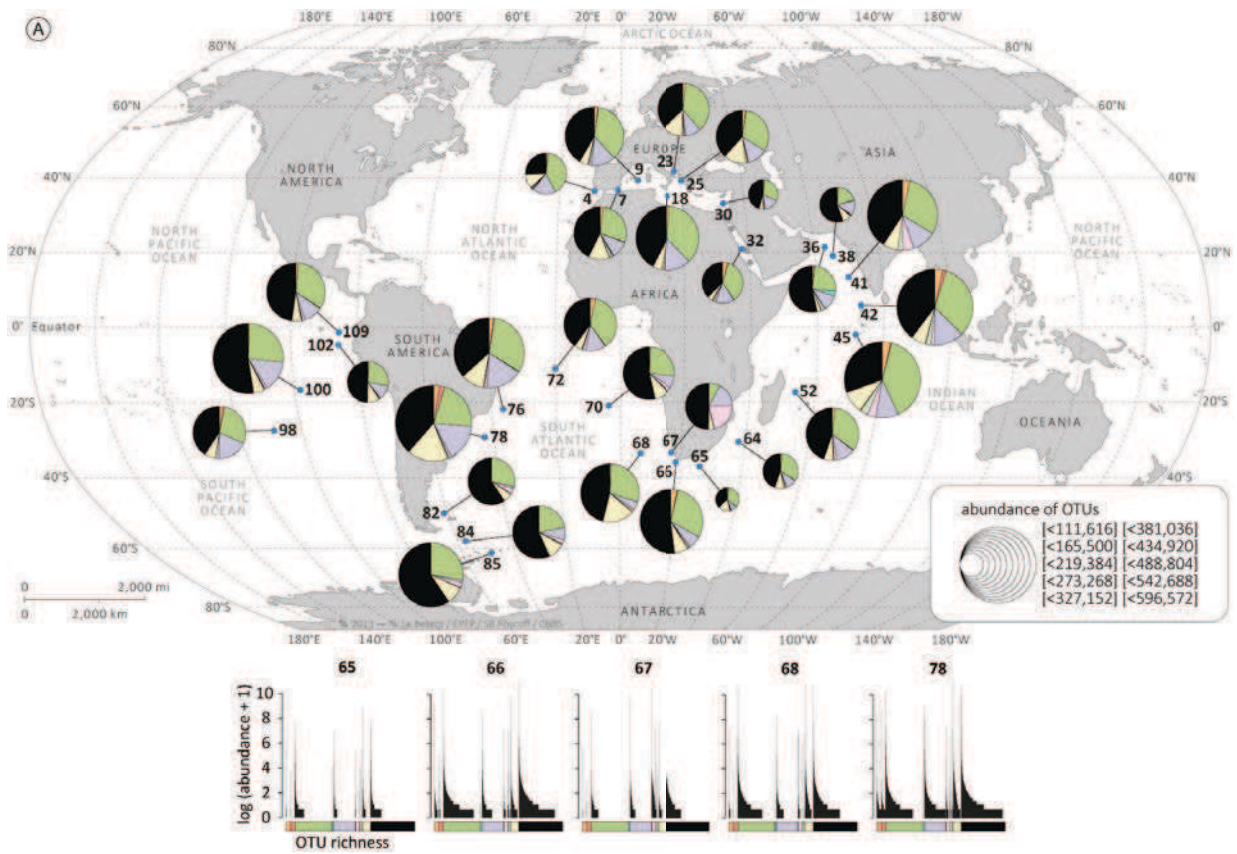 A
180°E 140°E 100°E 60°E 20°E 0° 20°W 60°W 100°W 140°W 180°W
ARCTIC OCEAN
80°N 80°N
60°N 60°N
EUROPE
ASIA
NORTH AMERICA
23
9
25
40°N 40°N
4 7 18 30
NORTH PACIFIC OCEAN
NORTH ATLANTIC OCEAN
NORTH PACIFIC OCEAN
32 36 38
20°N 20°N
41
AFRICA
42
109
0° Equator 0°
102
SOUTH AMERICA
45
72
100
52
INDIAN OCEAN
70
76
20°S 20°S
OCEANIA
98
78
SOUTH ATLANTIC OCEAN
68 67 64
66 65
SOUTH PACIFIC OCEAN
40°S 40°S
82
84
85
60°S 60°S
abundance of OTUs
[<111,616] [<381,036]
[<165,500] [<434,920]
[<219,384] [<488,804]
[<273,268] [<542,688]
[<327,152] [<596,572]
0 2,000 mi
0 2,000 km
80°S 80°S
ANTARCTICA
180°E 140°E 100°E 60°E 20°E 0° 20°W 60°W 100°W 140°W 180°W
65 66 67 68 78
log (abundance + 1)
10
8
6
4
2
0
OTU richness